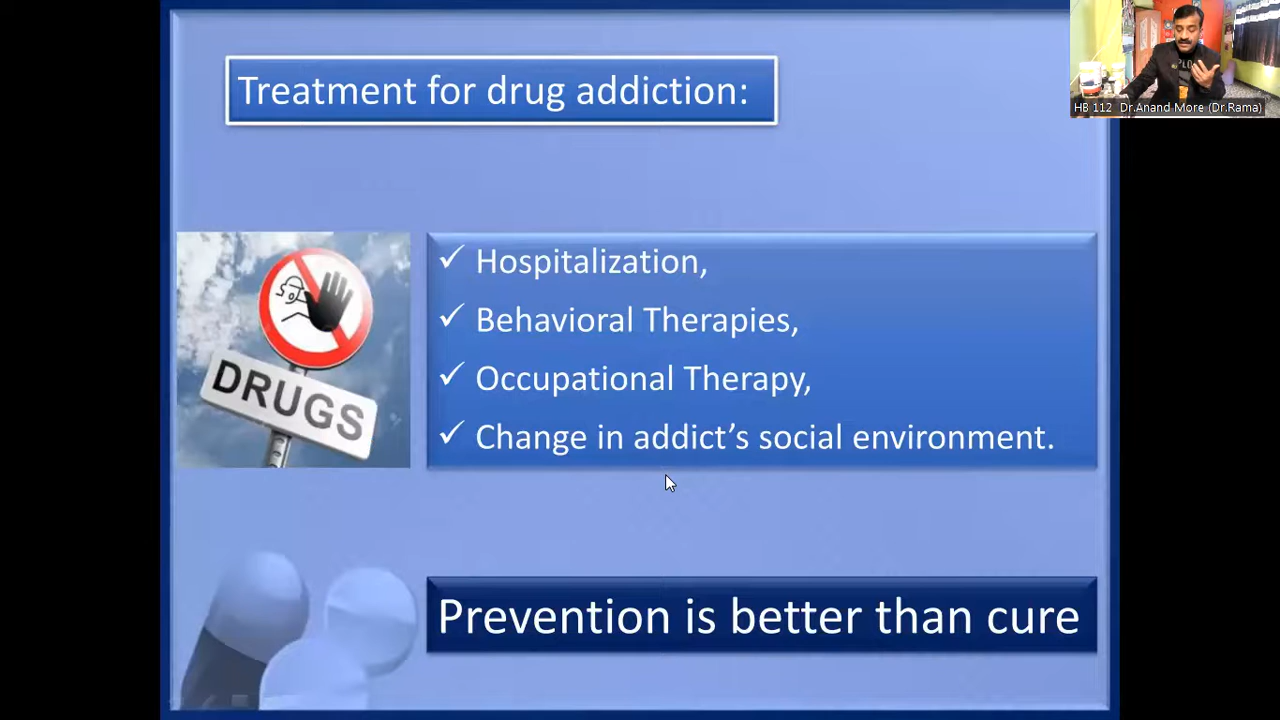 Treatment for drug addiction:
HB 112 Dr.Anand More (Dr.Rama)
DRUGS
✓ Hospitalization,
✓ Behavioral Therapies,
✓ Occupational Therapy,
✓ Change in addict’s social environment.
Prevention is better than cure